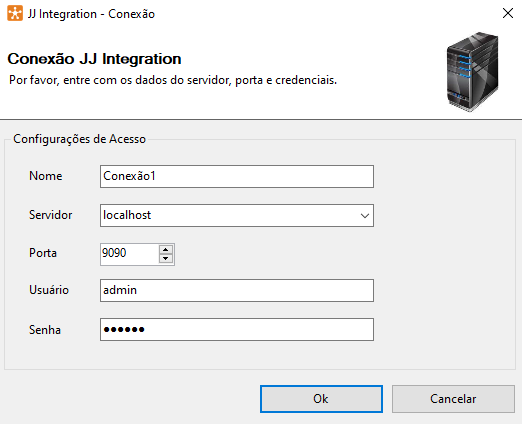 JJ Integration - Conexão
Conexão JJ Integration
Por favor, entre com os dados do servidor, porta e credenciais.
Configurações de Acesso
Nome Conexão1
Servidor localhost
Porta 9090
Usuário admin
Senha ●●●●●●
Ok Cancelar